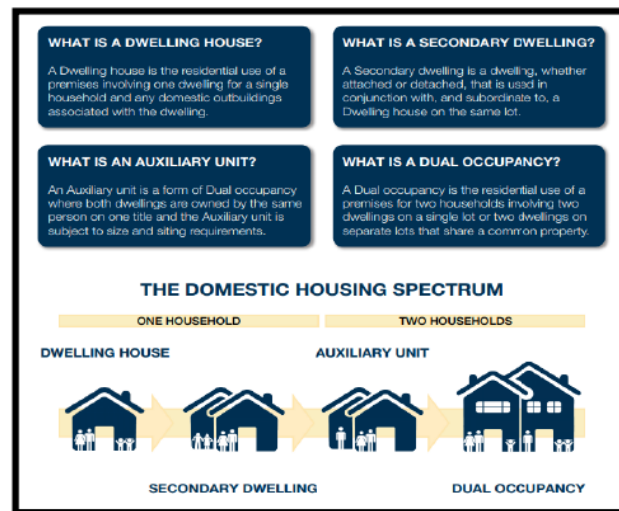 WHAT IS A DWELLING HOUSE?
A Dwelling house is the residential use of a
premises involving one dwelling for a single
household and any domestic outbuildings
associated with the dwelling.
WHAT IS A SECONDARY DWELLING?
A Secondary dwelling is a dwelling, whether
attached or detached, that is used in
conjunction with, and subordinate to, a
Dwelling house on the same lot.
WHAT IS AN AUXILIARY UNIT?
An Auxiliary unit is a form of Dual occupancy
where both dwellings are owned by the same
person on one title and the Auxiliary unit is
subject to size and siting requirements.
WHAT IS A DUAL OCCUPANCY?
A Dual occupancy is the residential use of a
premises for two households involving two
dwellings on a single lot or two dwellings on
separate lots that share a common property.
THE DOMESTIC HOUSING SPECTRUM
ONE HOUSEHOLD
TWO HOUSEHOLDS
DWELLING HOUSE
AUXILIARY UNIT
SECONDARY DWELLING
DUAL OCCUPANCY